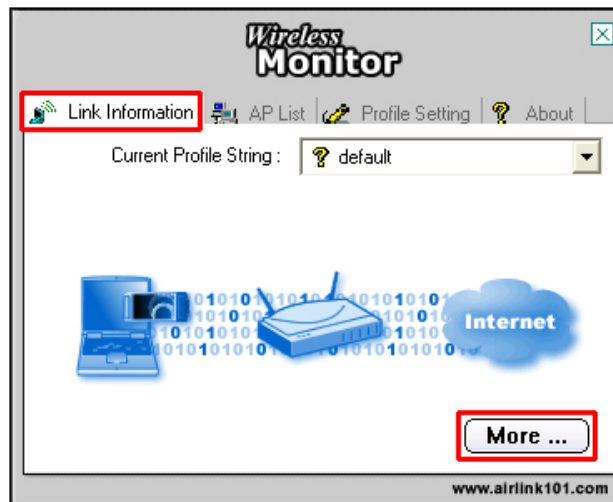 Wireless
Monitor
Link Information AP List Profile Setting About
Current Profile String : default
Internet
More ...
www.airlink101.com